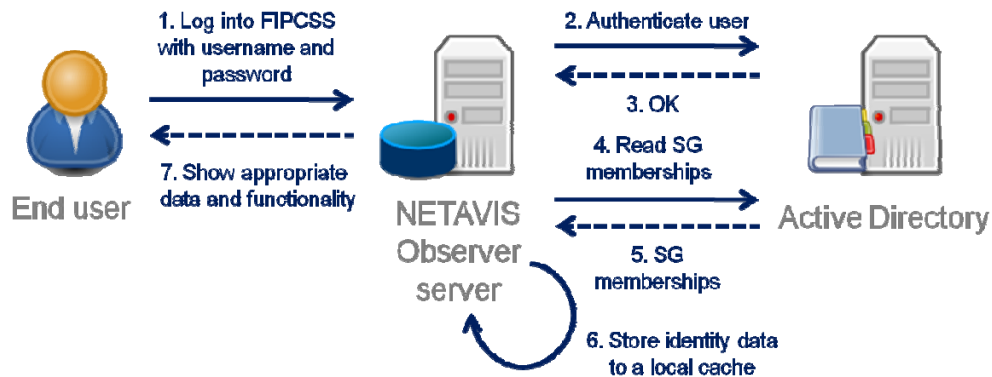 1. Log into FIPCSS
with username and
password
2. Authenticate user
3. OK
4. Read SG
memberships
5. SG
memberships
6. Store identity data
to a local cache
7. Show appropriate
data and functionality
End user
NETAVIS
Observer
server
Active Directory